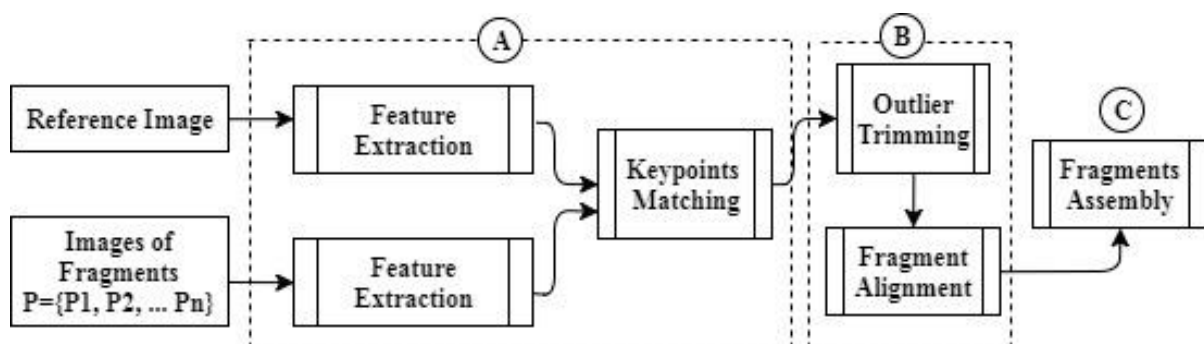 A
B
C
Reference Image
Feature
Extraction
Images of
Fragments
P={P1, P2, ... Pn}
Feature
Extraction
Keypoints
Matching
Outlier
Trimming
Fragment
Alignment
Fragments
Assembly